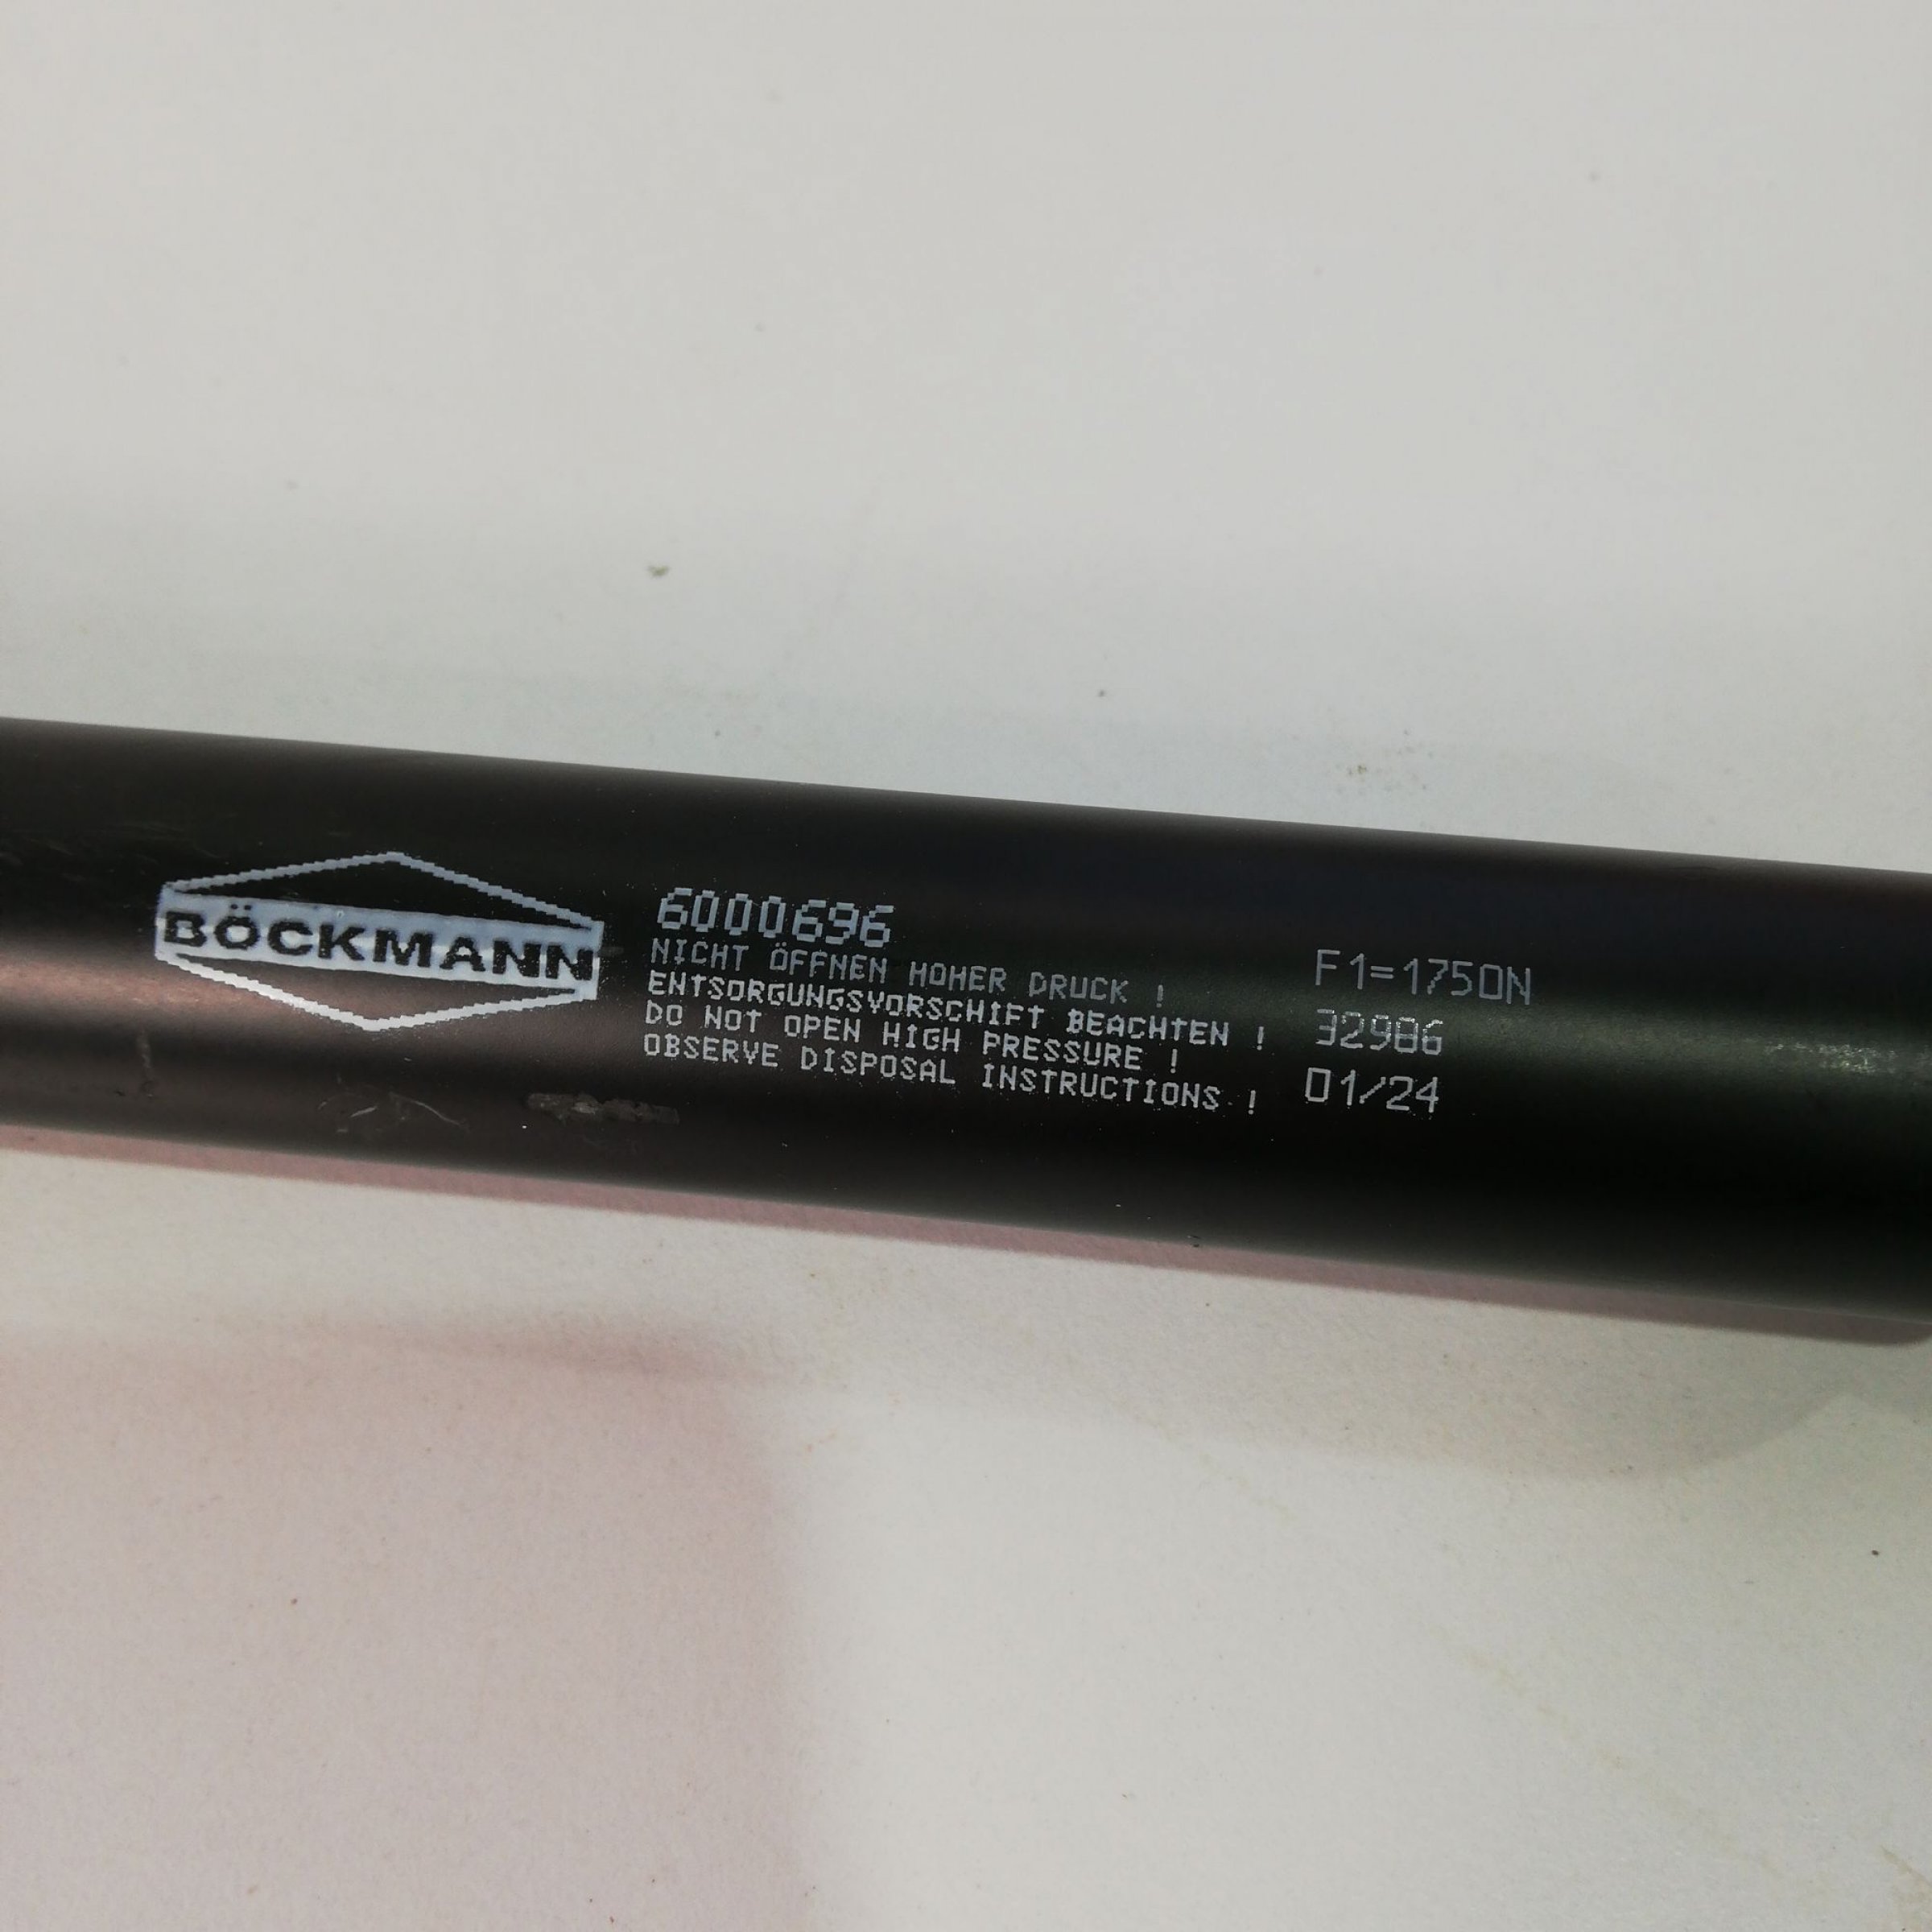 BÖCKMANN
6000696
NICHT ÖFFNEN HOHER DRUCK !
ENTSORGUNGSVORSCHIFT BEACHTEN !
DO NOT OPEN HIGH PRESSURE !
OBSERVE DISPOSAL INSTRUCTIONS !
F1=1750N
32986
01/24